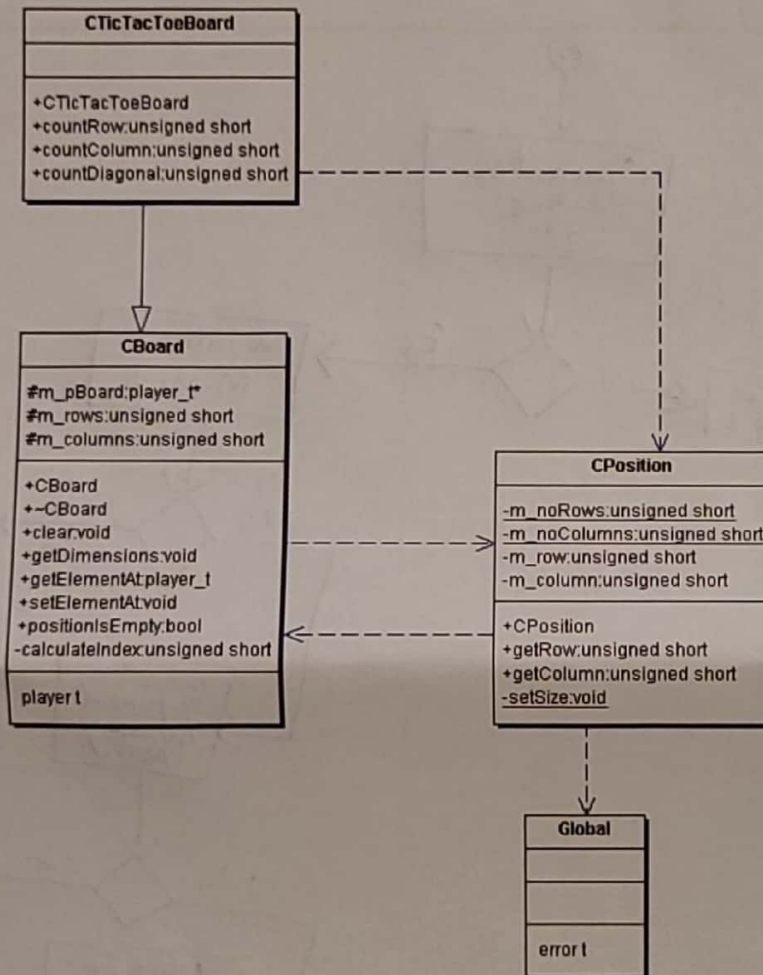 CTicTacToeBoard
+CTicTacToeBoard
+countRow:unsigned short
+countColumn:unsigned short
+countDiagonal:unsigned short
CBoard
#m_pBoard:player_t*
#m_rows:unsigned short
#m_columns:unsigned short
+CBoard
+~CBoard
+clear:void
+getDimensions:void
+getElementAt:player_t
+setElementAt:void
+positionIsEmpty:bool
-calculateIndex:unsigned short
player t
CPosition
-m_noRows:unsigned short
-m_noColumns:unsigned short
-m_row:unsigned short
-m_column:unsigned short
+CPosition
+getRow:unsigned short
+getColumn:unsigned short
-setSize:void
Global
error t